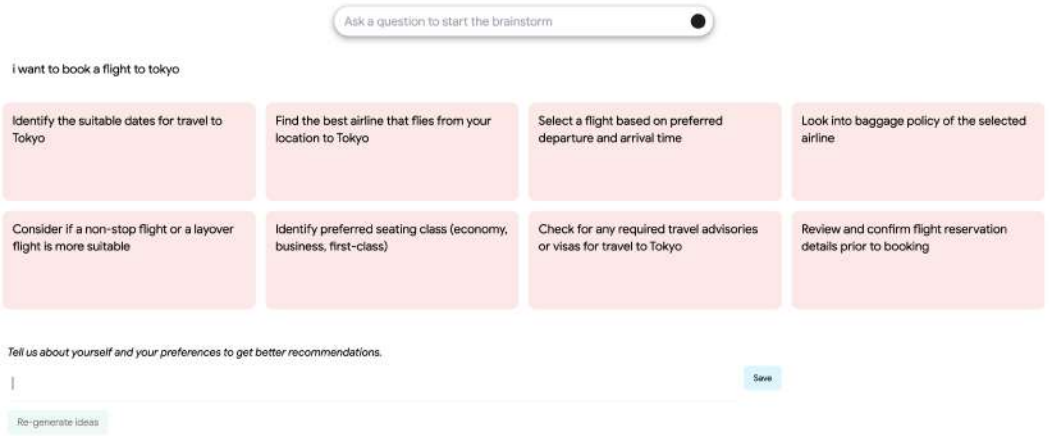 Ask a question to start the brainstorm
i want to book a flight to tokyo
Identify the suitable dates for travel to
Tokyo
Find the best airline that flies from your
location to Tokyo
Select a flight based on preferred
departure and arrival time
Look into baggage policy of the selected
airline
Consider if a non-stop flight or a layover
flight is more suitable
Identify preferred seating class (economy,
business, first-class)
Check for any required travel advisories
or visas for travel to Tokyo
Review and confirm flight reservation
details prior to booking
Tell us about yourself and your preferences to get better recommendations.
Save
Re-generate ideas